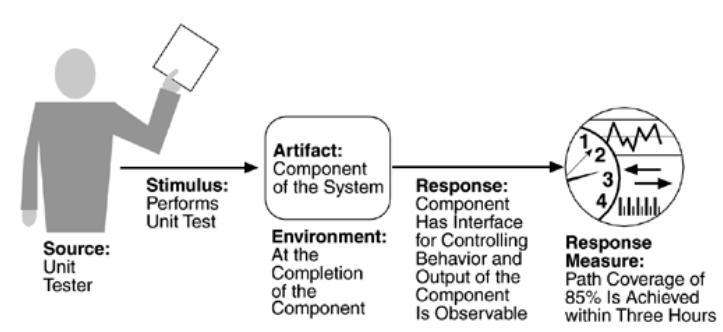 Source:
Unit
Tester
Stimulus:
Performs
Unit Test
Artifact:
Component
of the System
Environment:
At the
Completion
of the
Component
Response:
Component
Has Interface
for Controlling
Behavior and
Output of the
Component
Is Observable
1
2
3
4
Response
Measure:
Path Coverage of
85% Is Achieved
within Three Hours